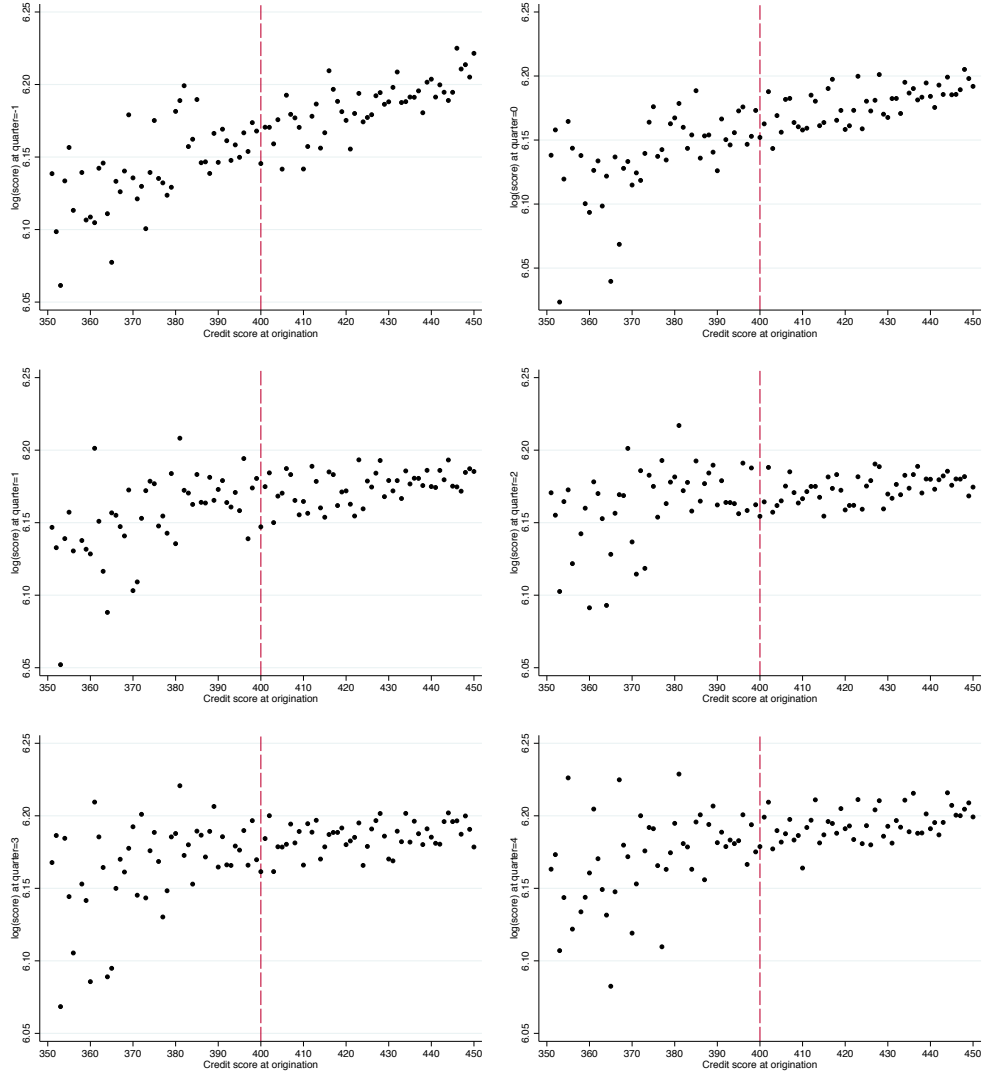 log(score) at quarter=-1
6.25
6.20
6.15
6.10
6.05
350 360 370 380 390 400 410 420 430 440 450
Credit score at origination
log(score) at quarter=0
6.25
6.20
6.15
6.10
6.05
350 360 370 380 390 400 410 420 430 440 450
Credit score at origination
log(score) at quarter=1
6.25
6.20
6.15
6.10
6.05
350 360 370 380 390 400 410 420 430 440 450
Credit score at origination
log(score) at quarter=2
6.25
6.20
6.15
6.10
6.05
350 360 370 380 390 400 410 420 430 440 450
Credit score at origination
log(score) at quarter=3
6.25
6.20
6.15
6.10
6.05
350 360 370 380 390 400 410 420 430 440 450
Credit score at origination
log(score) at quarter=4
6.25
6.20
6.15
6.10
6.05
350 360 370 380 390 400 410 420 430 440 450
Credit score at origination